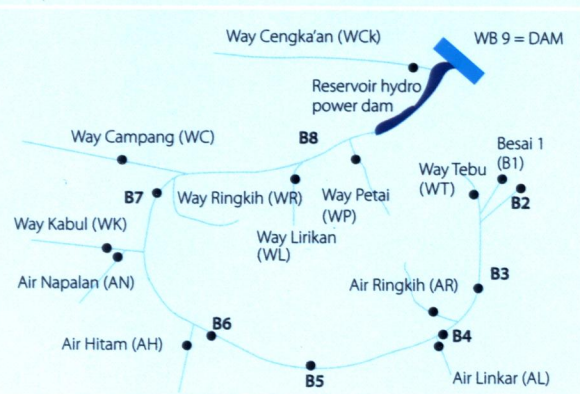 Way Cengka'an (WCk)
WB 9 = DAM
Reservoir hydro
power dam
Way Campang (WC)
B8
Besai 1
(B1)
Way Tebu
(WT)
B2
B7
Way Ringkih (WR)
Way Petai
(WP)
Way Kabul (WK)
Way Lirikan
(WL)
Air Napalan (AN)
Air Ringkih (AR)
B3
B6
B4
Air Hitam (AH)
B5
Air Linkar (AL)